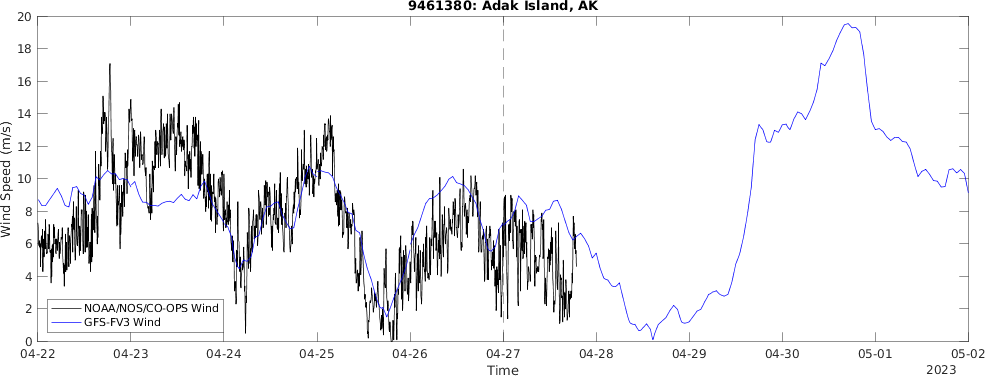 9461380: Adak Island, AK
Wind Speed (m/s)
20
18
16
14
12
10
8
6
4
2
0
NOAA/NOS/CO-OPS Wind
GFS-FV3 Wind
04-22 04-23 04-24 04-25 04-26 04-27 04-28 04-29 04-30 05-01 05-02
Time
2023